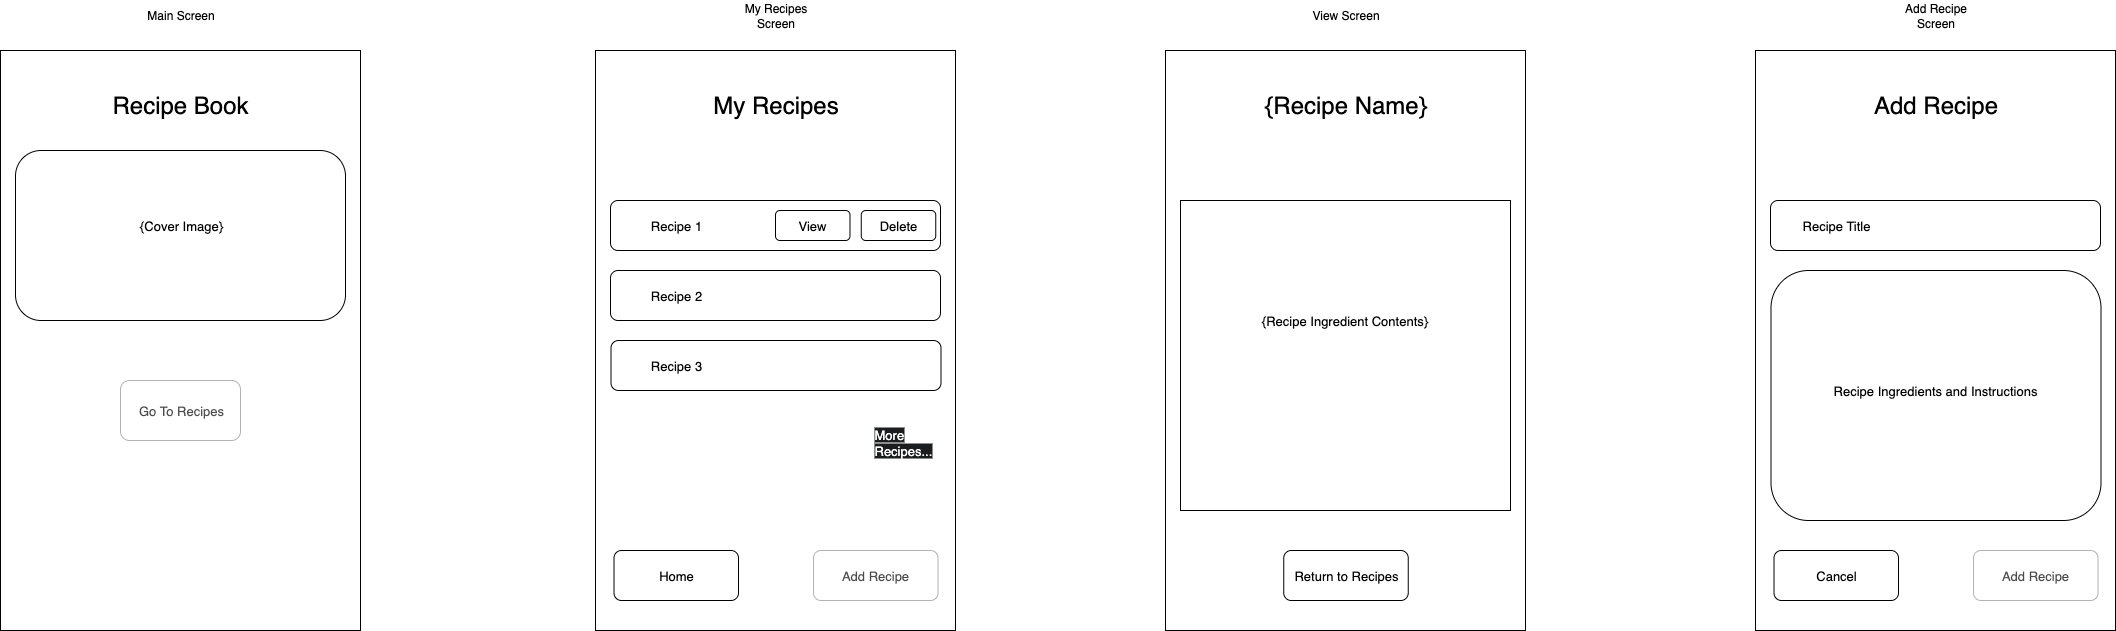 Main Screen
My Recipes
Screen
View Screen
Add Recipe
Screen
Recipe Book
{Cover Image}
Go To Recipes
My Recipes
Recipe 1
View
Delete
Recipe 2
Recipe 3
More
Recipes...
Home
Add Recipe
{Recipe Name}
{Recipe Ingredient Contents}
Return to Recipes
Add Recipe
Recipe Title
Recipe Ingredients and Instructions
Cancel
Add Recipe